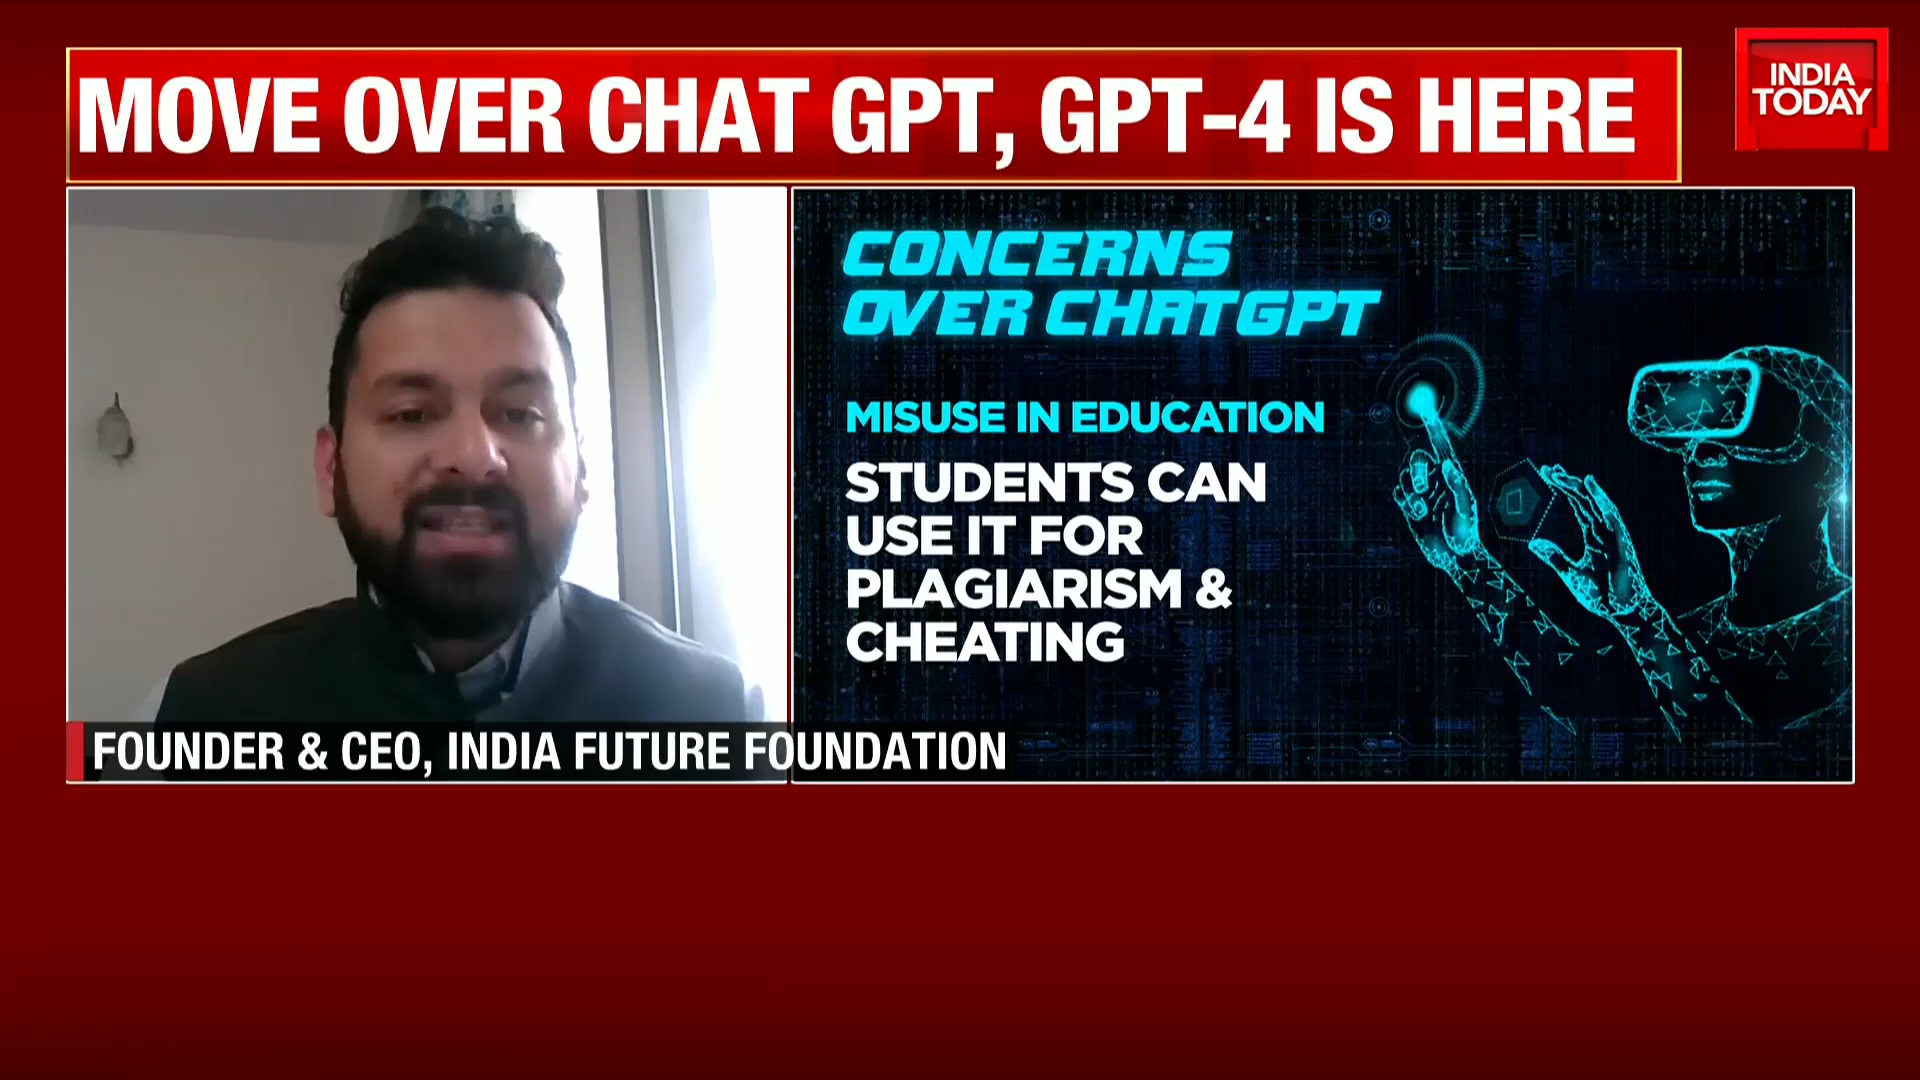 MOVE OVER CHAT GPT, GPT-4 IS HERE
INDIA
TODAY
CONCERNS
OVER CHATGPT
MISUSE IN EDUCATION
STUDENTS CAN
USE IT FOR
PLAGIARISM &
CHEATING
FOUNDER & CEO, INDIA FUTURE FOUNDATION